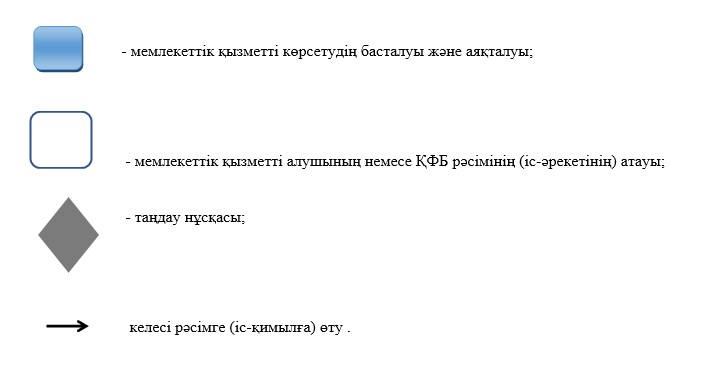 - мемлекеттік қызметті көрсетудің басталуы және аяқталуы;
- мемлекеттік қызметті алушының немесе ҚФБ рәсімінің (іс-әрекетінің) атауы;
- таңдау нұсқасы;
келесі рәсімге (іс-қимылға) өту .